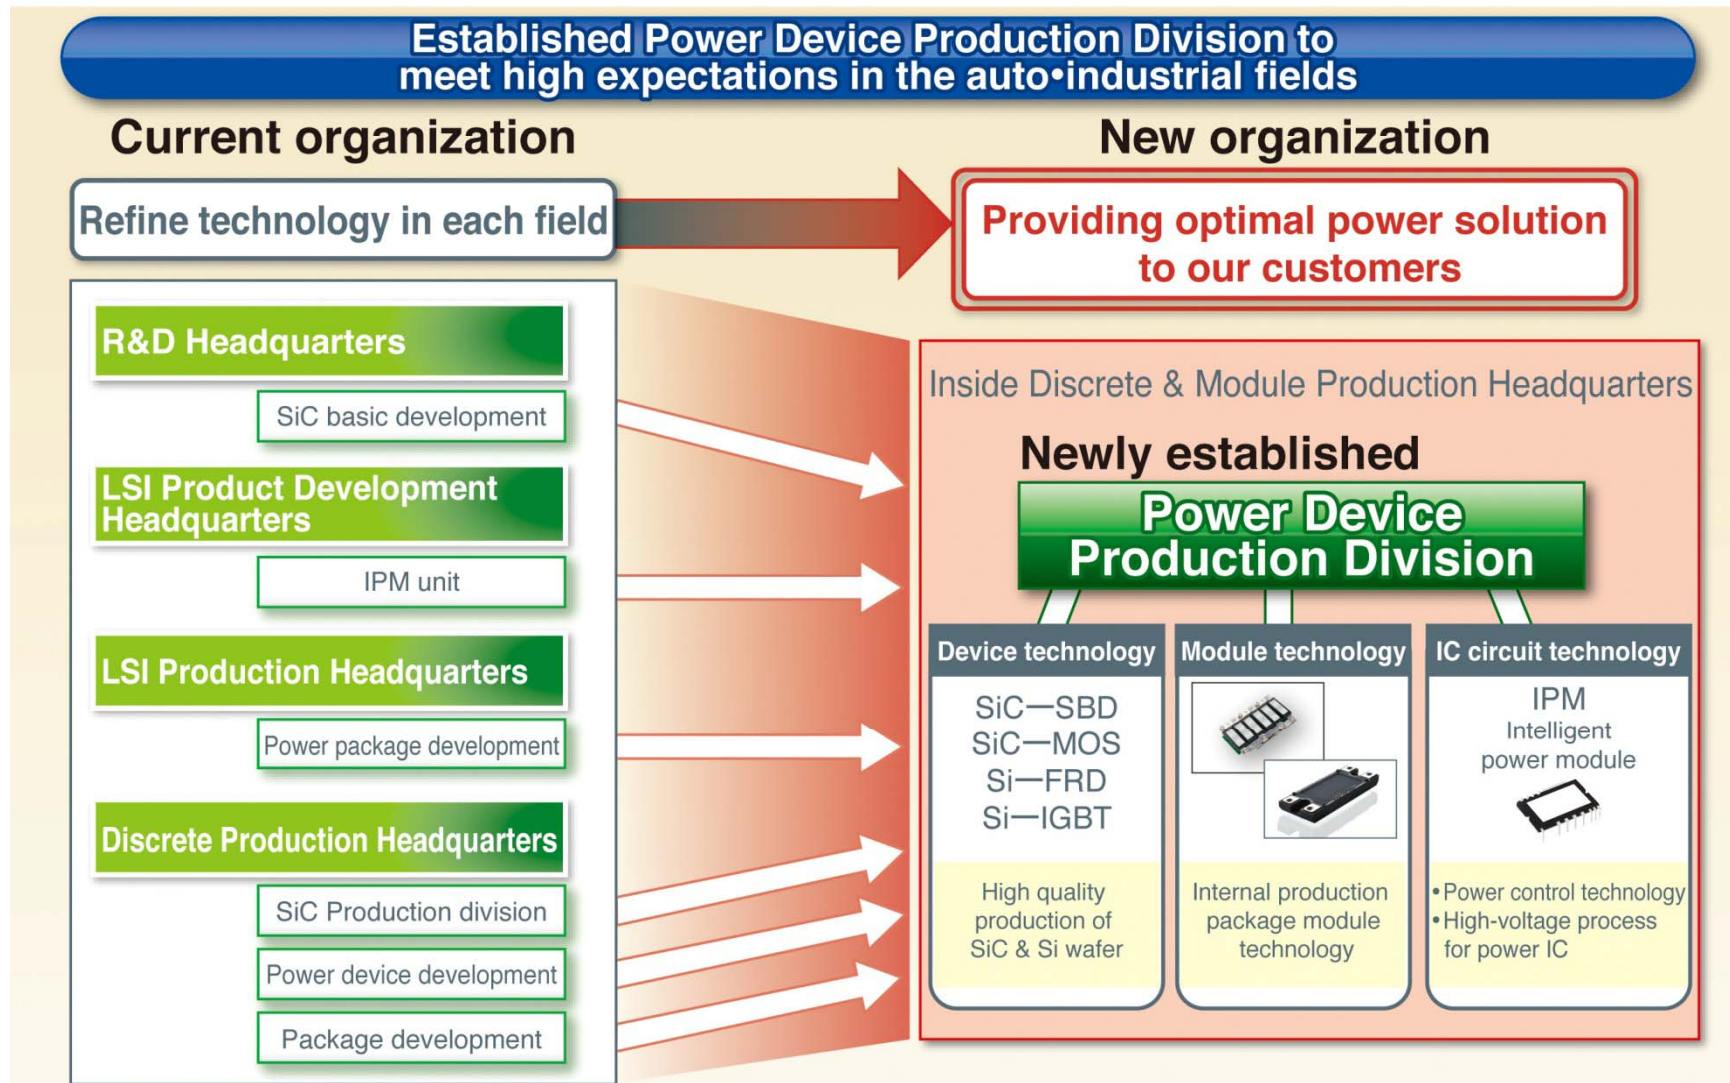 Established Power Device Production Division to
meet high expectations in the auto•industrial fields
Current organization
New organization
Refine technology in each field
Providing optimal power solution
to our customers
R&D Headquarters
SiC basic development
LSI Product Development
Headquarters
IPM unit
LSI Production Headquarters
Power package development
Discrete Production Headquarters
SiC Production division
Power device development
Package development
Inside Discrete & Module Production Headquarters
Newly established
Power Device
Production Division
Device technology
SiC—SBD
SiC—MOS
Si—FRD
Si—IGBT
High quality
production of
SiC & Si wafer
Module technology
Internal production
package module
technology
IC circuit technology
IPM
Intelligent
power module
•Power control technology
•High-voltage process
for power IC